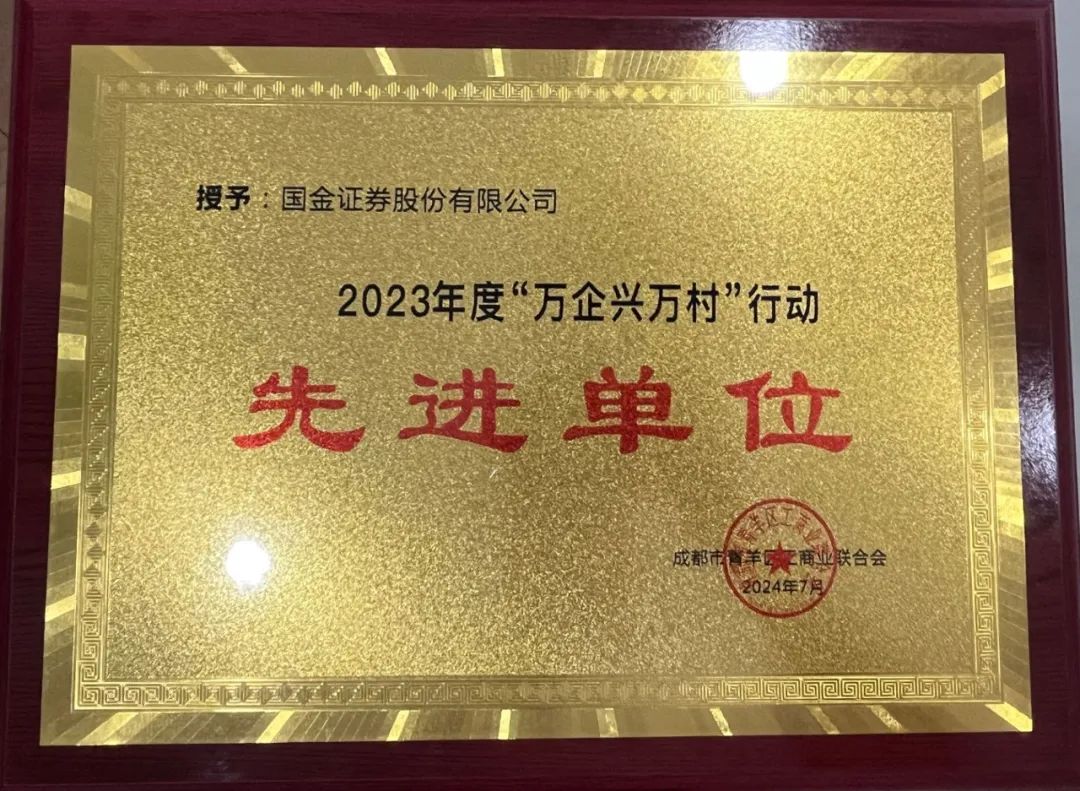 授予：国金证券股份有限公司
2023年度“万企兴万村”行动
先进单位
成都市青羊区工商业联合会
2024年7月